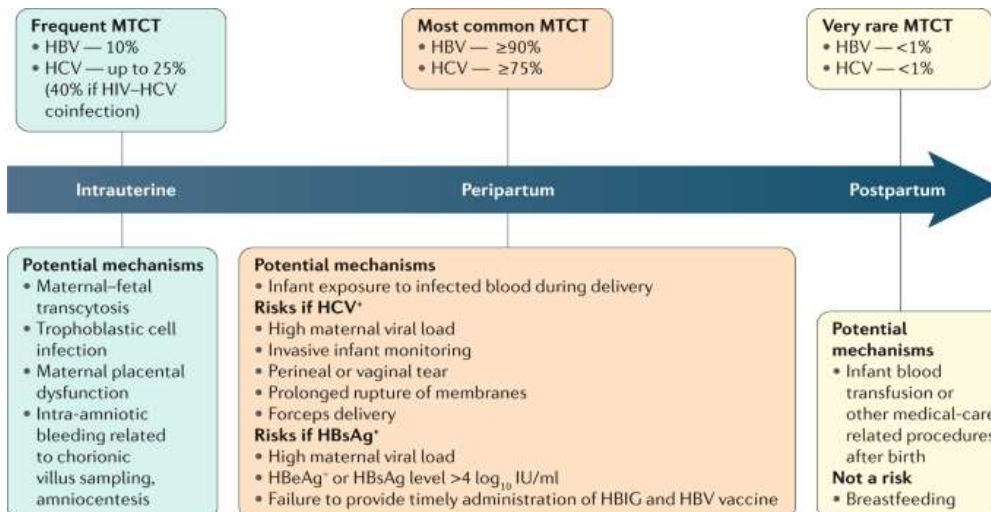 Frequent MTCT
• HBV — 10%
• HCV — up to 25%
(40% if HIV–HCV
coinfection)
Most common MTCT
• HBV — ≥90%
• HCV — ≥75%
Very rare MTCT
• HBV — <1%
• HCV — <1%
Intrauterine
Peripartum
Postpartum
Potential mechanisms
• Maternal–fetal
transcytosis
• Trophoblastic cell
infection
• Maternal placental
dysfunction
• Intra-amniotic
bleeding related
to chorionic
villus sampling,
amniocentesis
Potential mechanisms
• Infant exposure to infected blood during delivery
Risks if HCV⁺
• High maternal viral load
• Invasive infant monitoring
• Perineal or vaginal tear
• Prolonged rupture of membranes
• Forceps delivery
Risks if HBsAg⁺
• High maternal viral load
• HBeAg⁺ or HBsAg level >4 log₁₀ IU/ml
• Failure to provide timely administration of HBIG and HBV vaccine
Potential
mechanisms
• Infant blood
transfusion or
other medical-care
related procedures
after birth
Not a risk
• Breastfeeding